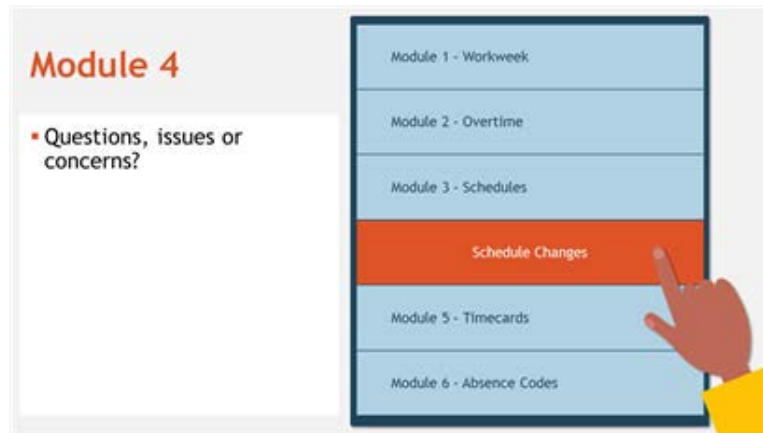 Module 4
▪ Questions, issues or
concerns?
Module 1 - Workweek
Module 2 - Overtime
Module 3 - Schedules
Schedule Changes
Module 5 - Timecards
Module 6 - Absence Codes